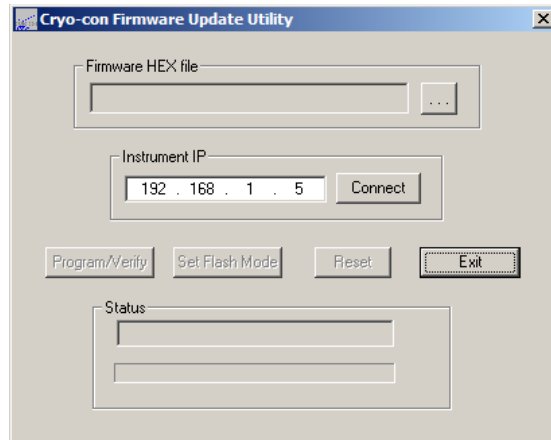 Cryo-con Firmware Update Utility
Firmware HEX file
...
Instrument IP
192 . 168 . 1 . 5
Connect
Program/Verify Set Flash Mode Reset Exit
Status